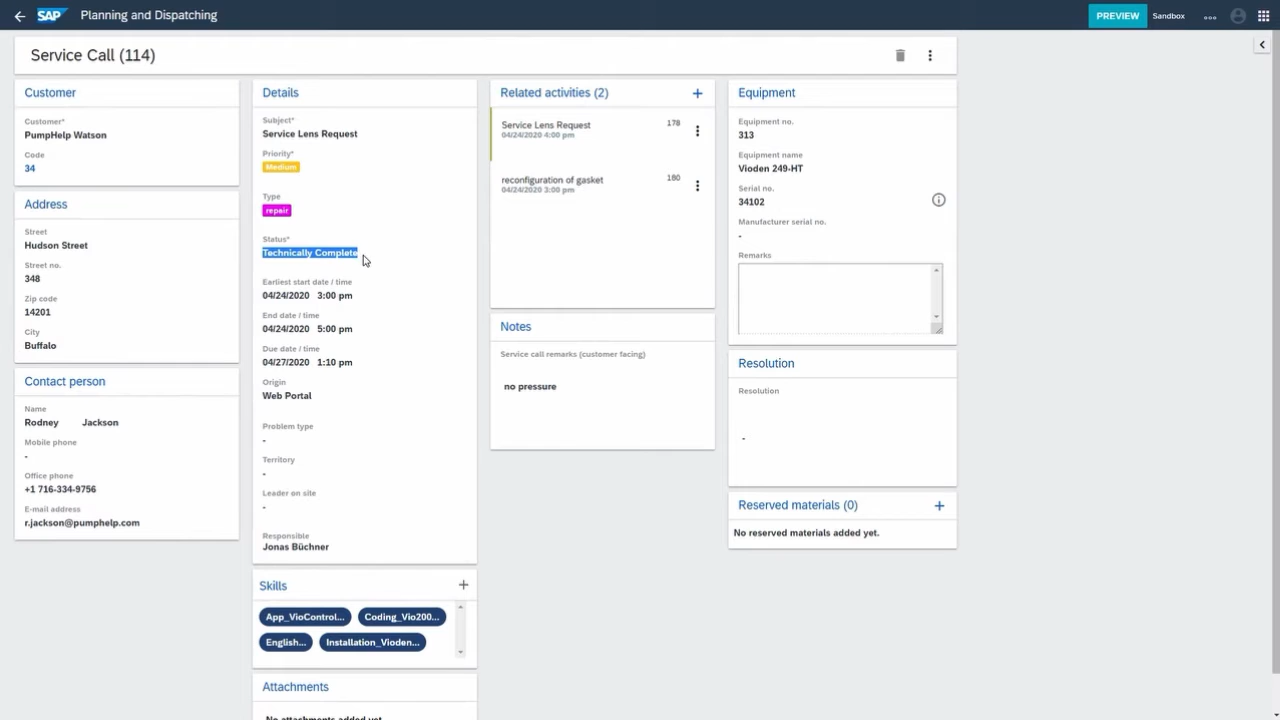 SAP Planning and Dispatching PREVIEW Sandbox
Service Call (114)
Customer
Customer*
PumpHelp Watson
Code
34
Address
Street
Hudson Street
Street no.
348
Zip code
14201
City
Buffalo
Contact person
Name
Rodney Jackson
Mobile phone
-
Office phone
+1 716-334-9756
E-mail address
r.jackson@pumphelp.com
Details
Subject*
Service Lens Request
Priority*
Medium
Type
repair
Status*
Technically Complete
Earliest start date / time
04/24/2020 3:00 pm
End date / time
04/24/2020 5:00 pm
Due date / time
04/27/2020 1:10 pm
Origin
Web Portal
Problem type
-
Territory
-
Leader on site
-
Responsible
Jonas Büchner
Skills
App_VioControl... Coding_Vio200...
English... Installation_Vioden...
Attachments
No attachments added yet.
Related activities (2)
Service Lens Request 178
04/24/2020 4:00 pm
reconfiguration of gasket 180
04/24/2020 3:00 pm
Notes
Service call remarks (customer facing)
no pressure
Equipment
Equipment no.
313
Equipment name
Vioden 249-HT
Serial no.
34102
Manufacturer serial no.
-
Remarks
Resolution
Resolution
-
Reserved materials (0)
No reserved materials added yet.